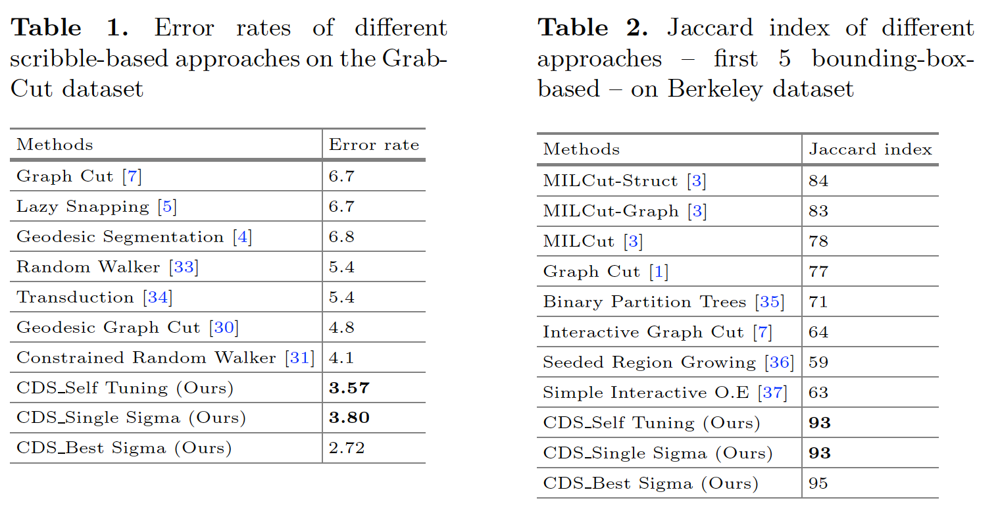 Table 1. Error rates of different
scribble-based approaches on the Grab-
Cut dataset
Methods Error rate
Graph Cut [7] 6.7
Lazy Snapping [5] 6.7
Geodesic Segmentation [4] 6.8
Random Walker [33] 5.4
Transduction [34] 5.4
Geodesic Graph Cut [30] 4.8
Constrained Random Walker [31] 4.1
CDS_Self Tuning (Ours) 3.57
CDS_Single Sigma (Ours) 3.80
CDS_Best Sigma (Ours) 2.72
Table 2. Jaccard index of different
approaches – first 5 bounding-box-
based – on Berkeley dataset
Methods Jaccard index
MILCut-Struct [3] 84
MILCut-Graph [3] 83
MILCut [3] 78
Graph Cut [1] 77
Binary Partition Trees [35] 71
Interactive Graph Cut [7] 64
Seeded Region Growing [36] 59
Simple Interactive O.E [37] 63
CDS_Self Tuning (Ours) 93
CDS_Single Sigma (Ours) 93
CDS_Best Sigma (Ours) 95